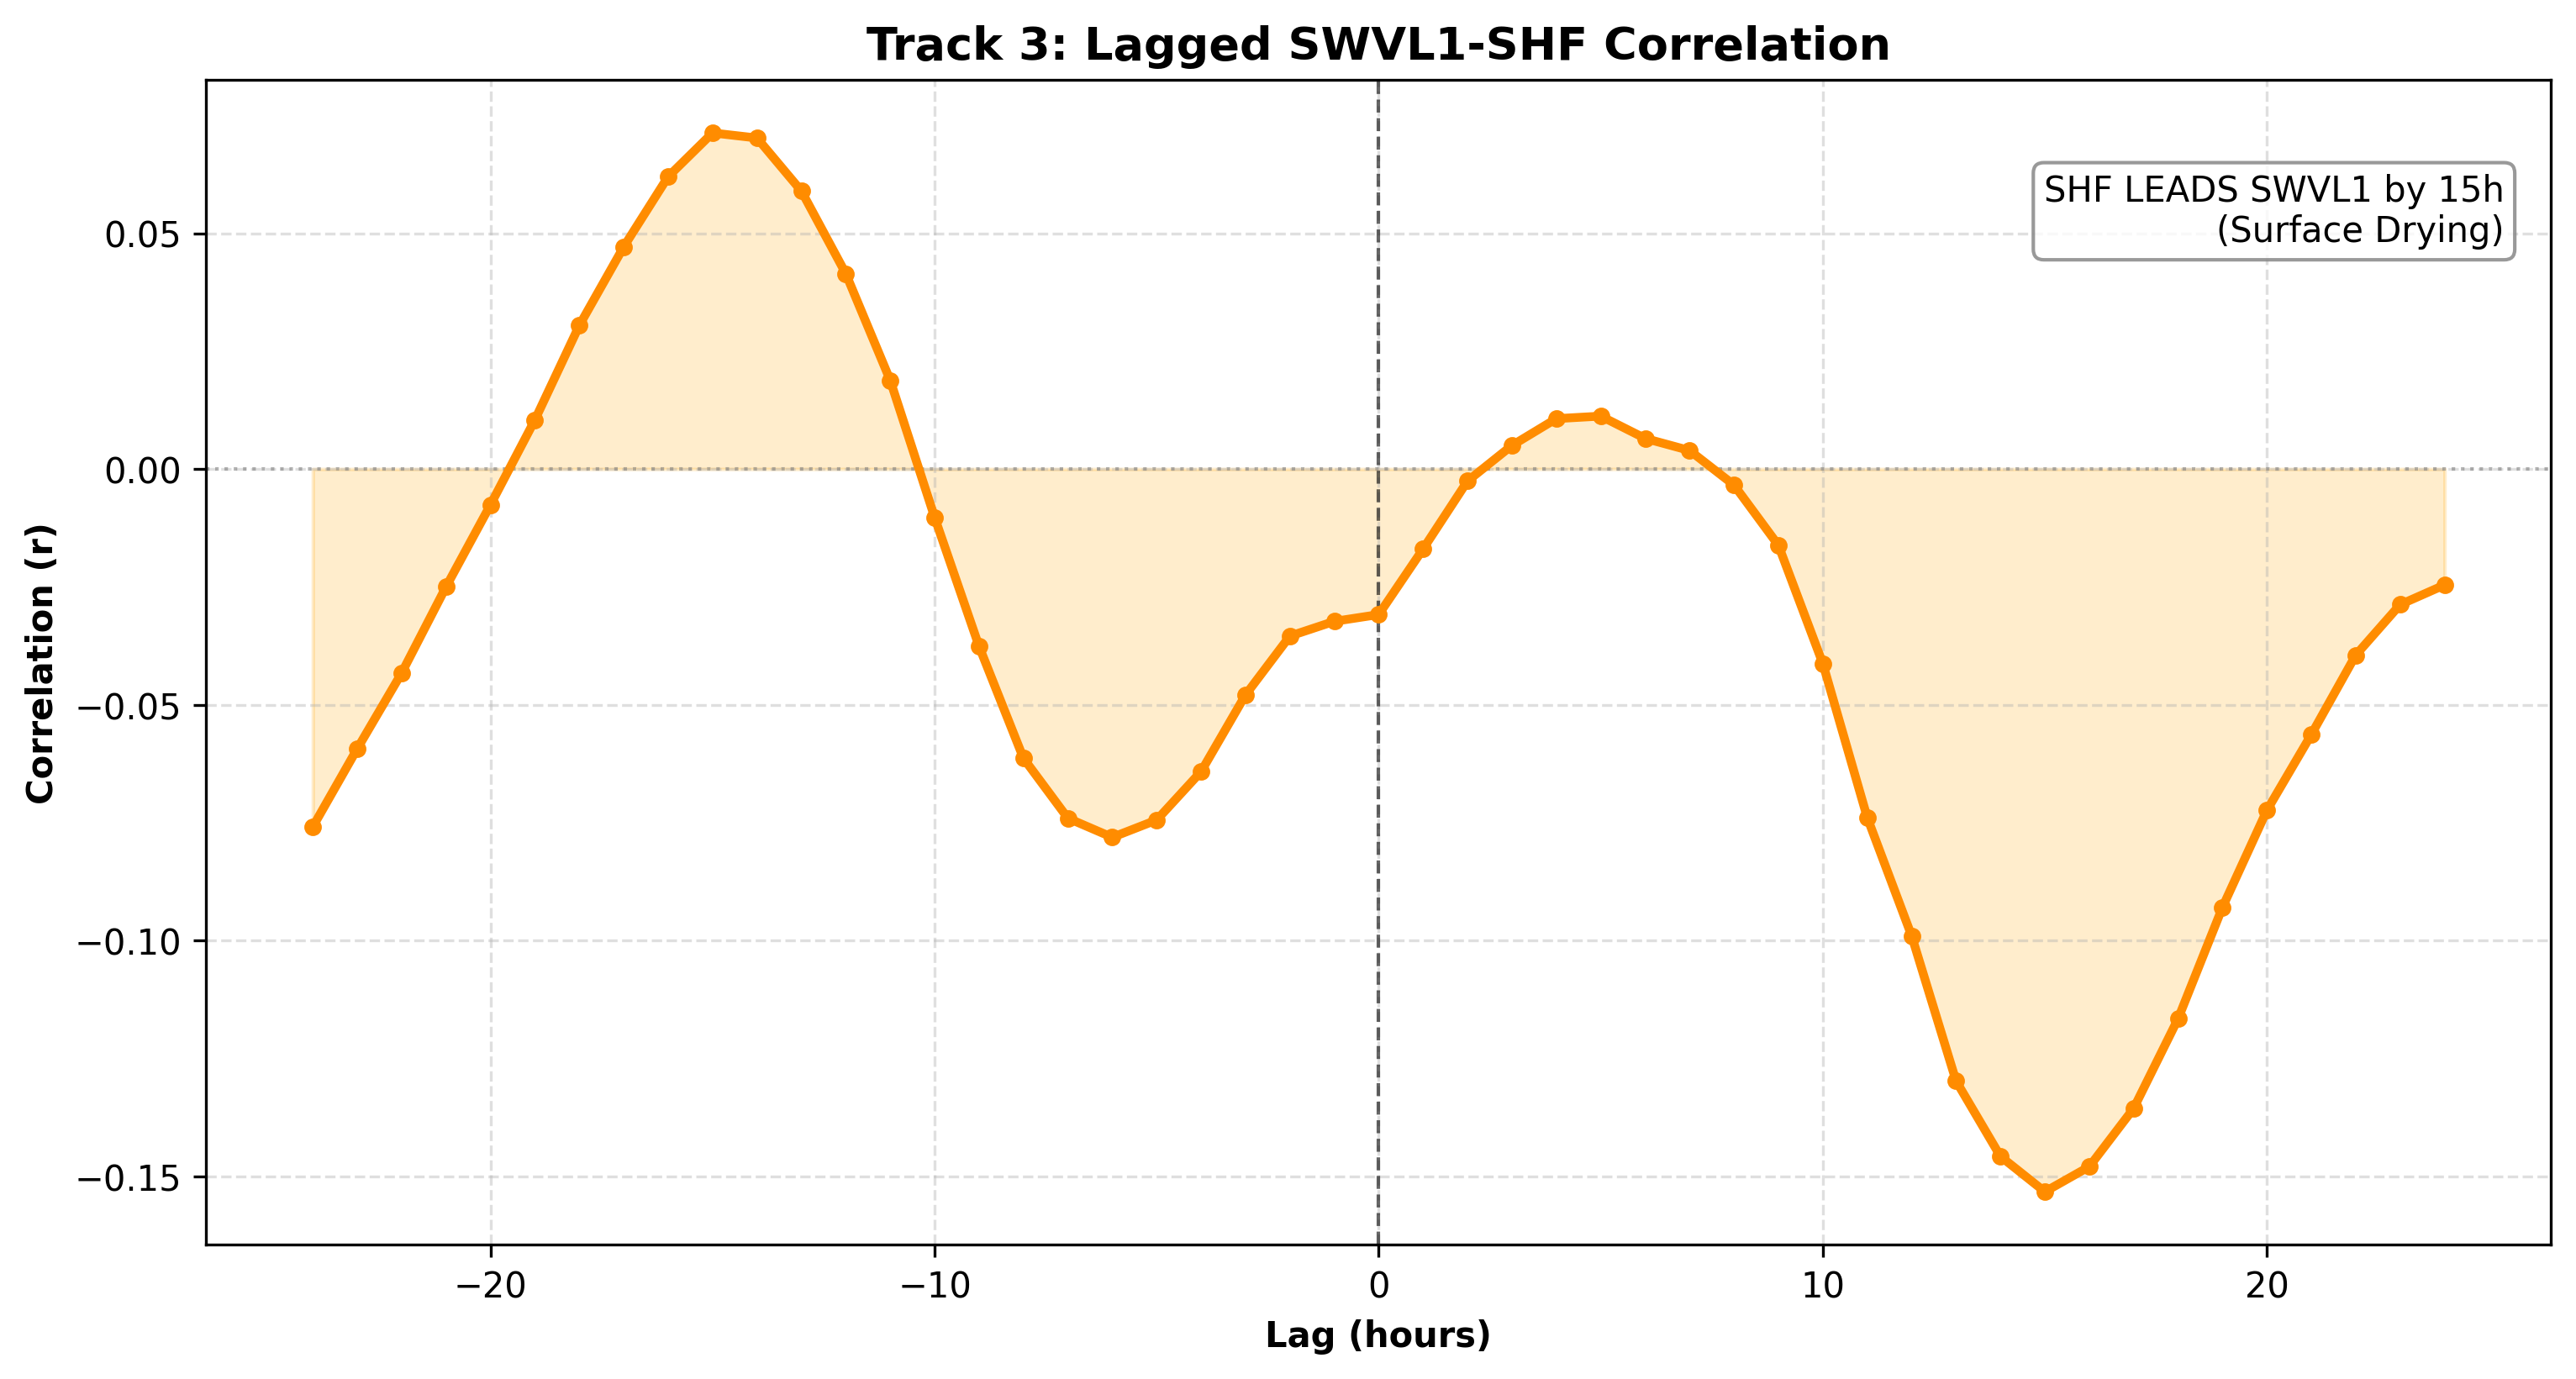 Track 3: Lagged SWVL1-SHF Correlation
SHF LEADS SWVL1 by 15h
(Surface Drying)
Correlation (r)
0.05
0.00
−0.05
−0.10
−0.15
−20
−10
0
10
20
Lag (hours)